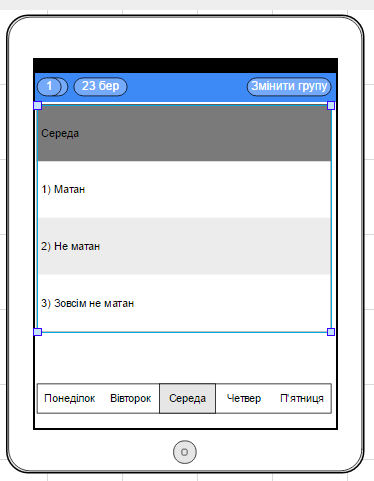 1 23 бер Змінити групу
Середа
1) Матан
2) Не матан
3) Зовсім не матан
Понеділок Вівторок Середа Четвер П'ятниця